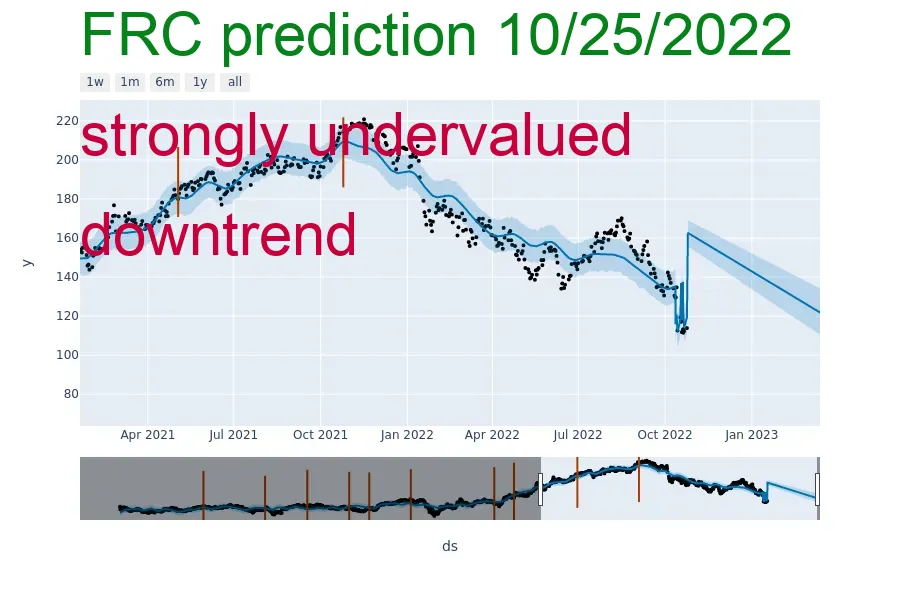 FRC prediction 10/25/2022
1w 1m 6m 1y all
strongly undervalued
downtrend
220
200
180
160
140
120
100
80
y
Apr 2021 Jul 2021 Oct 2021 Jan 2022 Apr 2022 Jul 2022 Oct 2022 Jan 2023
ds